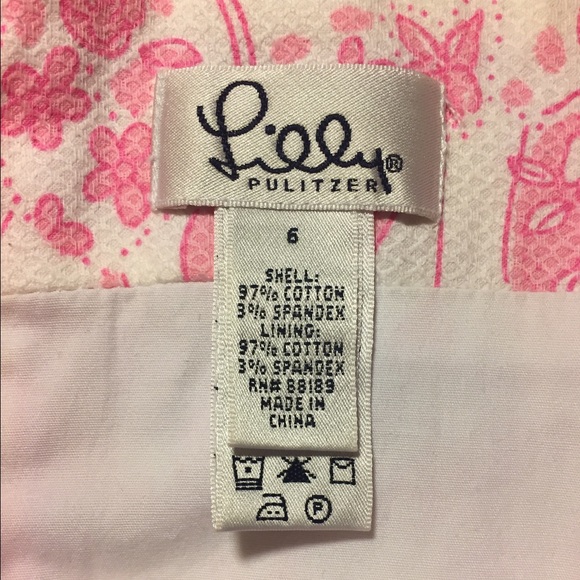 Lilly®
PULITZER
6
SHELL:
97% COTTON
3% SPANDEX
LINING:
97% COTTON
3% SPANDEX
RN# 88189
MADE IN
CHINA
P